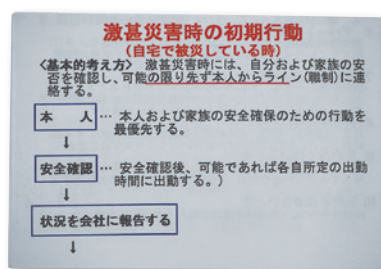 激甚災害時の初期行動
(自宅で被災している時)
〈基本的考え方〉 激甚災害時には、自分および家族の安
否を確認し、可能の限り先ず本人からライン(職制)に連
絡する。
本 人 … 本人および家族の安全確保のための行動を
最優先する。
↓
安全確認 … 安全確認後、可能であれば各自所定の出勤
時間に出勤する。)
↓
状況を会社に報告する
↓